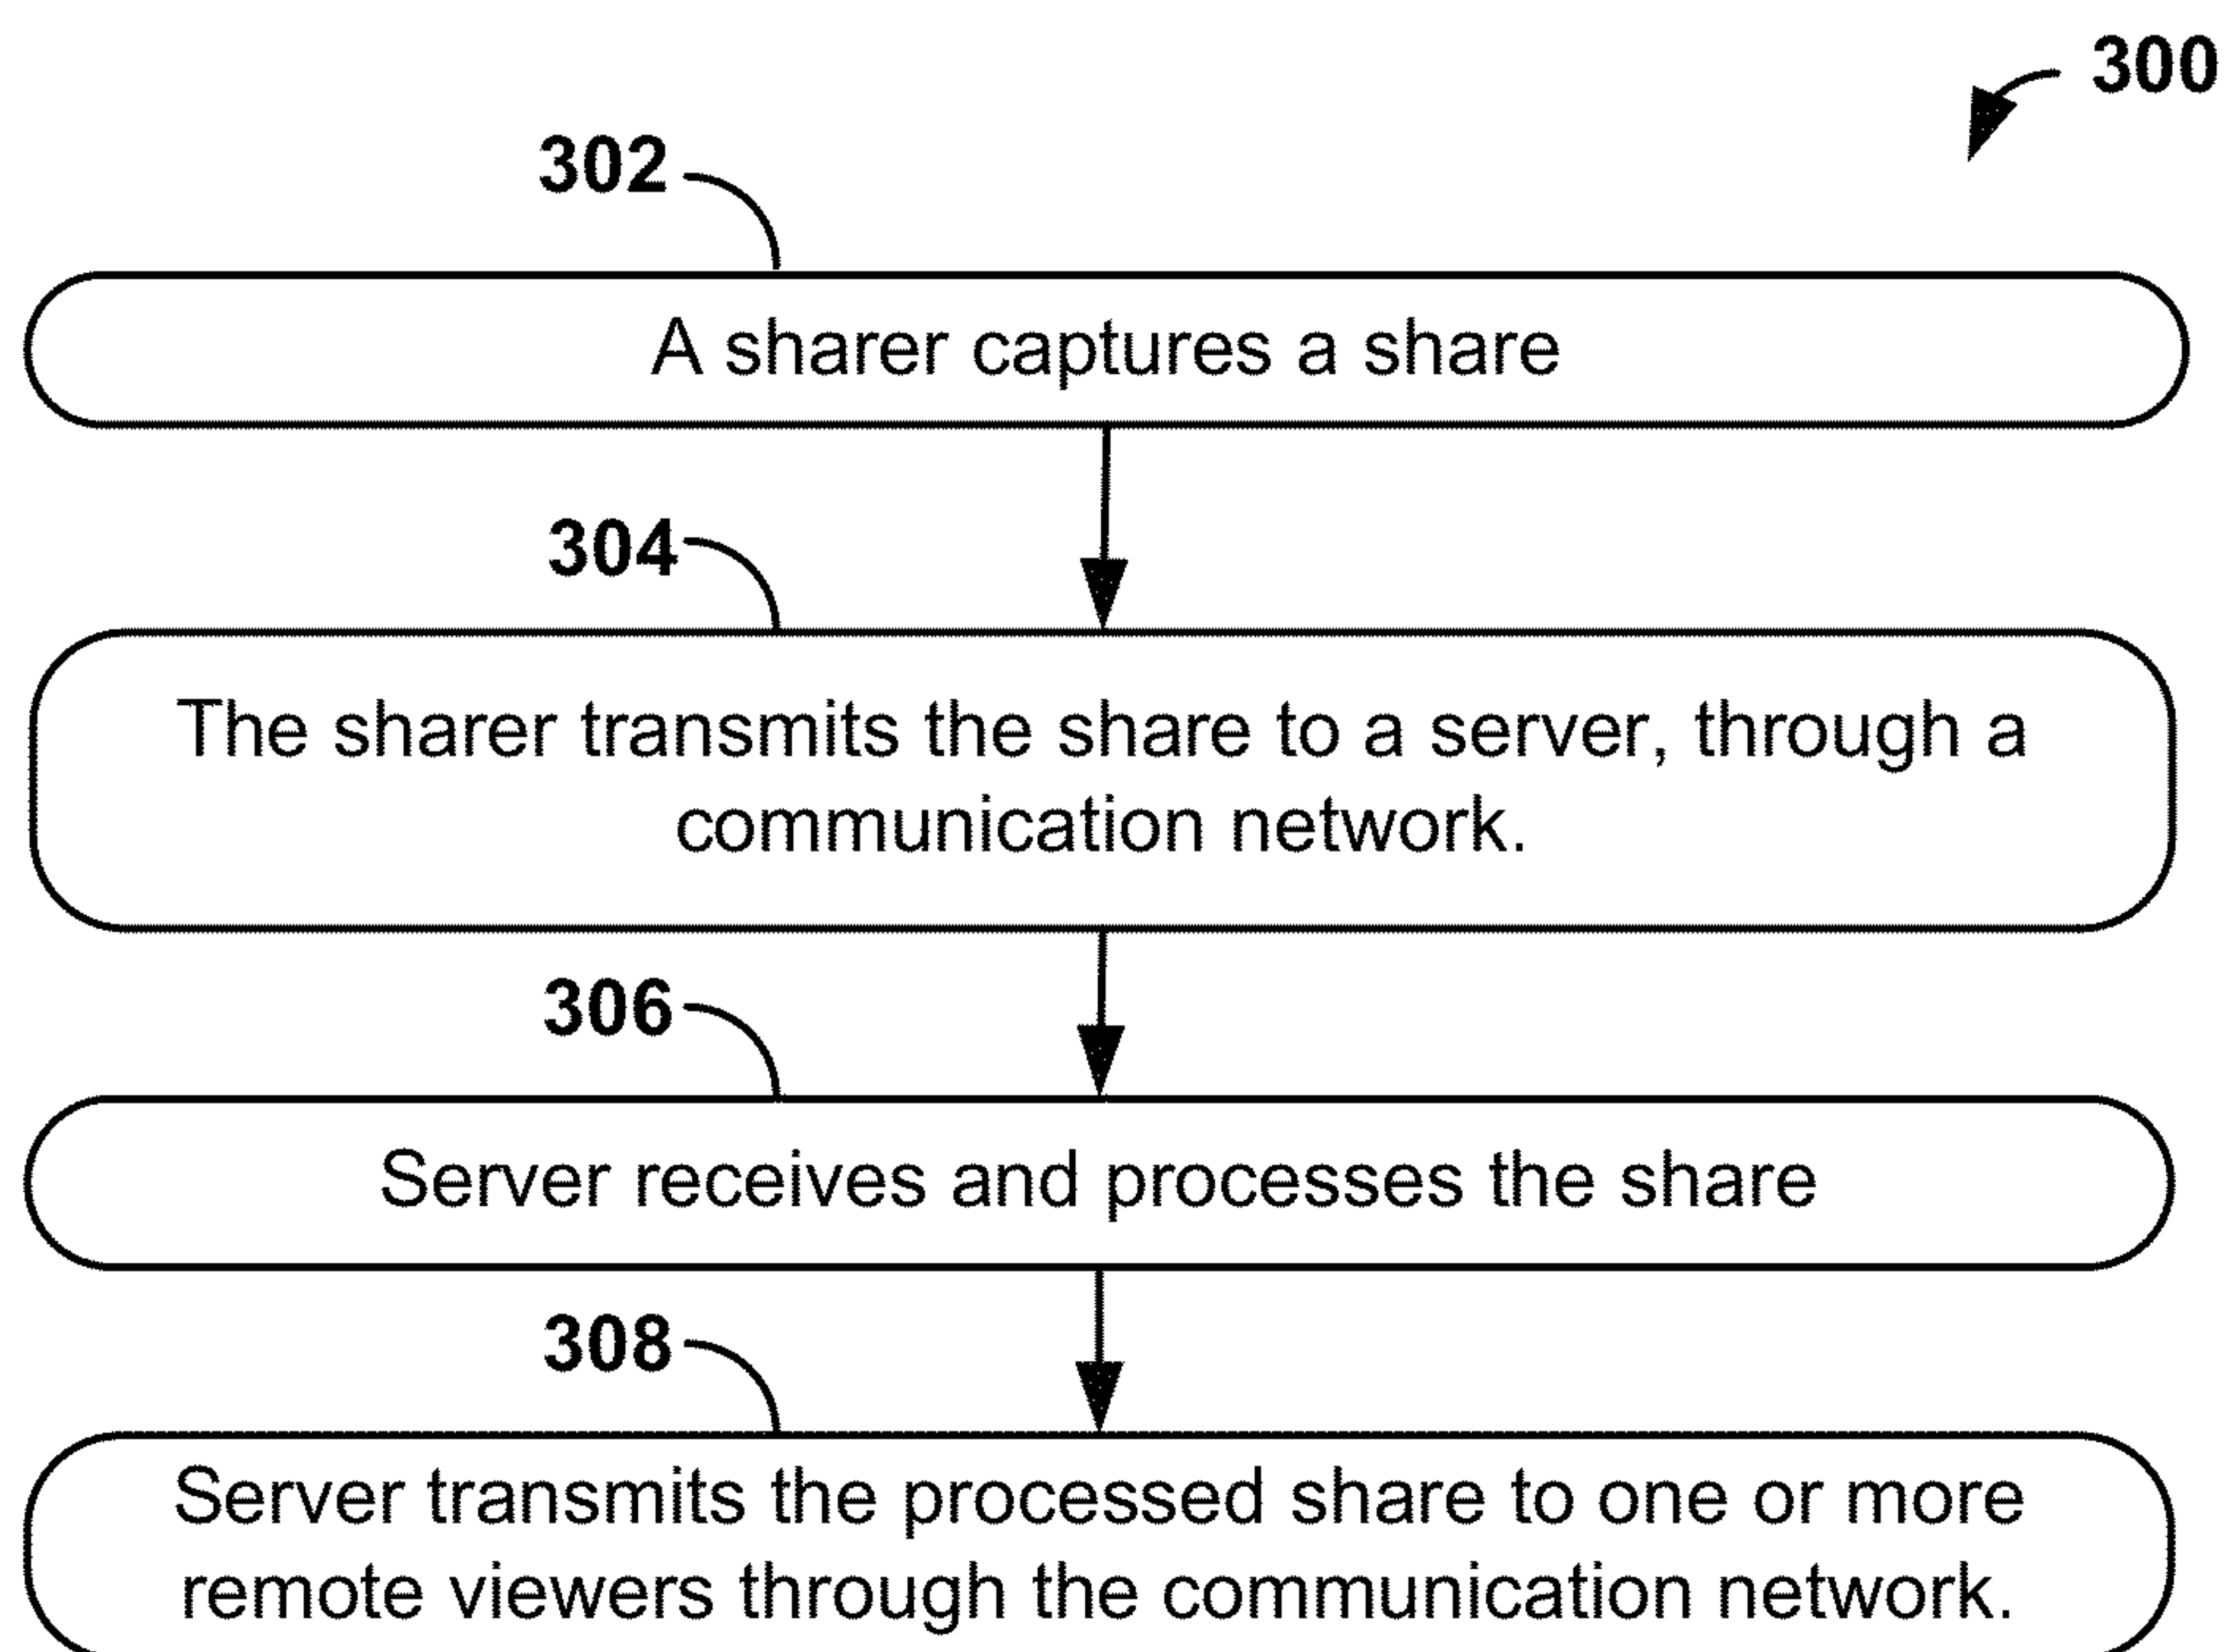 300
302
A sharer captures a share
304
The sharer transmits the share to a server, through a
communication network.
306
Server receives and processes the share
308
Server transmits the processed share to one or more
remote viewers through the communication network.